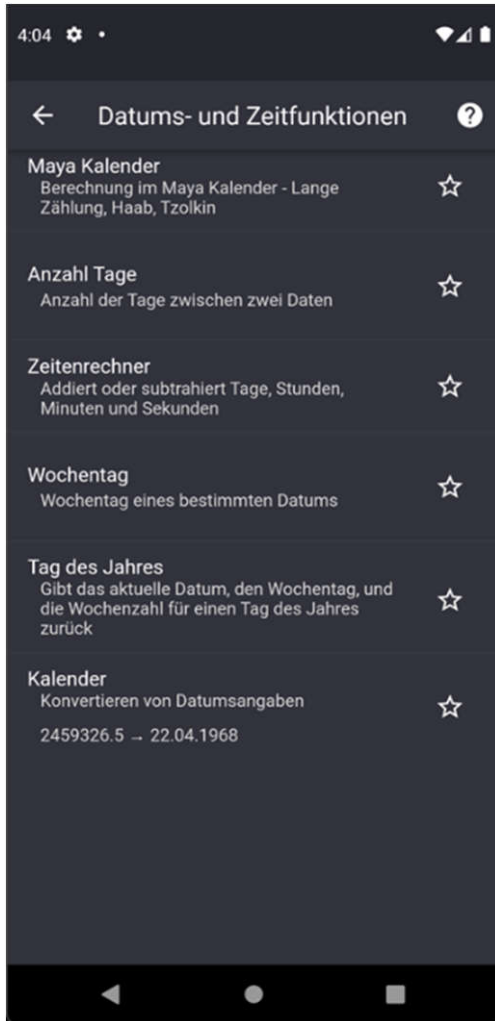 4:04
Datums- und Zeitfunktionen
Maya Kalender
Berechnung im Maya Kalender - Lange
Zählung, Haab, Tzolkin
Anzahl Tage
Anzahl der Tage zwischen zwei Daten
Zeitenrechner
Addiert oder subtrahiert Tage, Stunden,
Minuten und Sekunden
Wochentag
Wochentag eines bestimmten Datums
Tag des Jahres
Gibt das aktuelle Datum, den Wochentag, und
die Wochenzahl für einen Tag des Jahres
zurück
Kalender
Konvertieren von Datumsangaben
2459326.5 → 22.04.1968